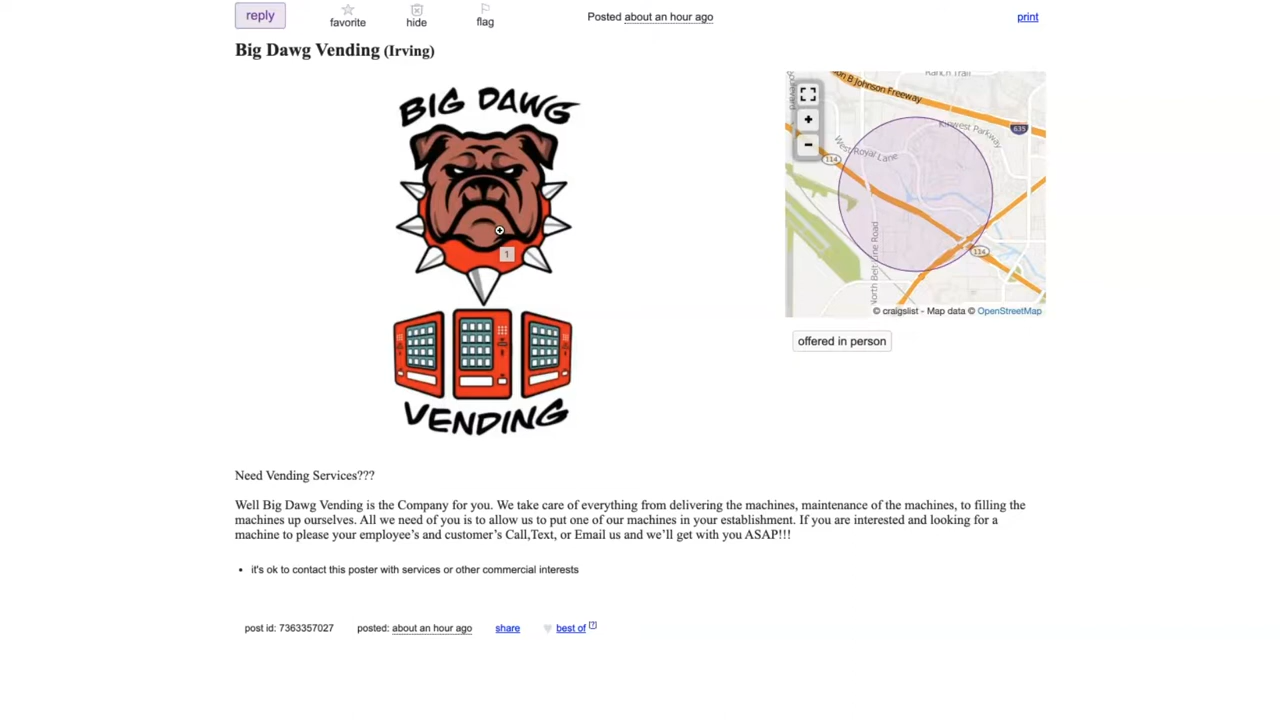 reply
favorite
hide
flag
Posted about an hour ago
print
Big Dawg Vending (Irving)
BIG DAWG
1
VENDING
+
-
B Johnson Freeway
635
Kinwest Parkway
West Royal Lane
114
114
North Belt Line Road
© craigslist - Map data © OpenStreetMap
offered in person
Need Vending Services???
Well Big Dawg Vending is the Company for you. We take care of everything from delivering the machines, maintenance of the machines, to filling the
machines up ourselves. All we need of you is to allow us to put one of our machines in your establishment. If you are interested and looking for a
machine to please your employee’s and customer’s Call,Text, or Email us and we’ll get with you ASAP!!!
• it's ok to contact this poster with services or other commercial interests
post id: 7363357027 posted: about an hour ago share best of [?]